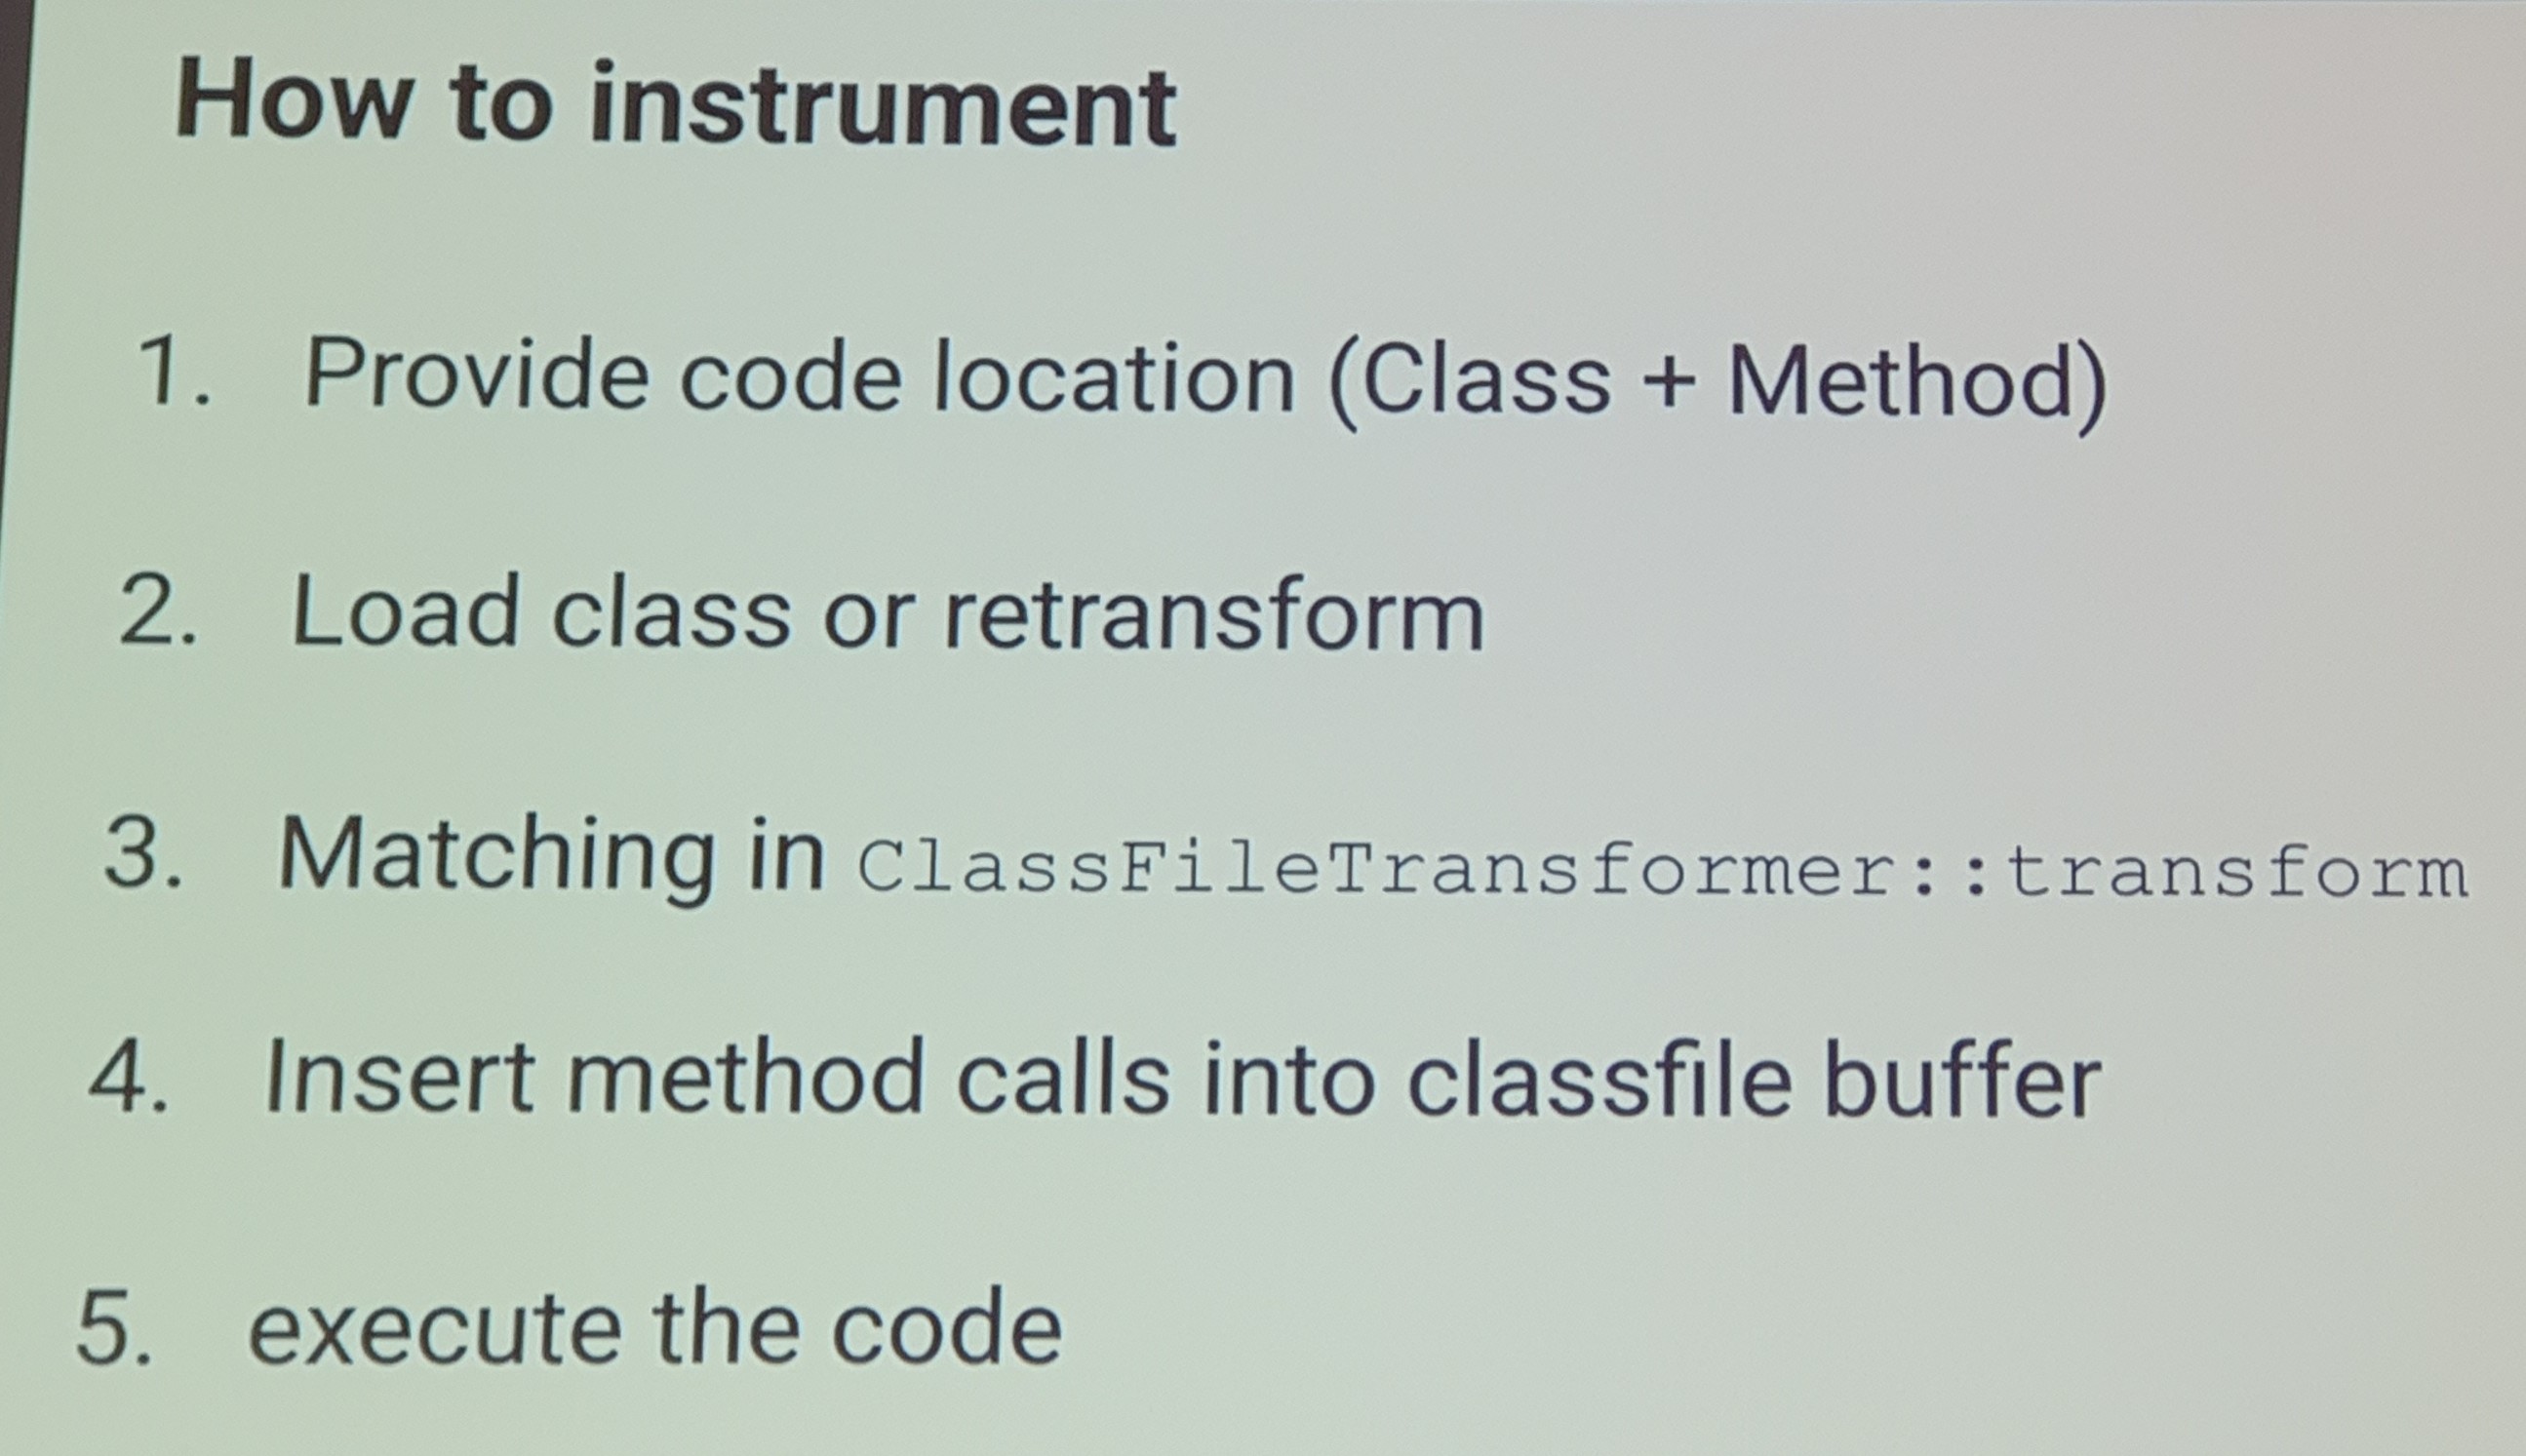 How to instrument
1. Provide code location (Class + Method)
2. Load class or retransform
3. Matching in ClassFileTransformer::transform
4. Insert method calls into classfile buffer
5. execute the code